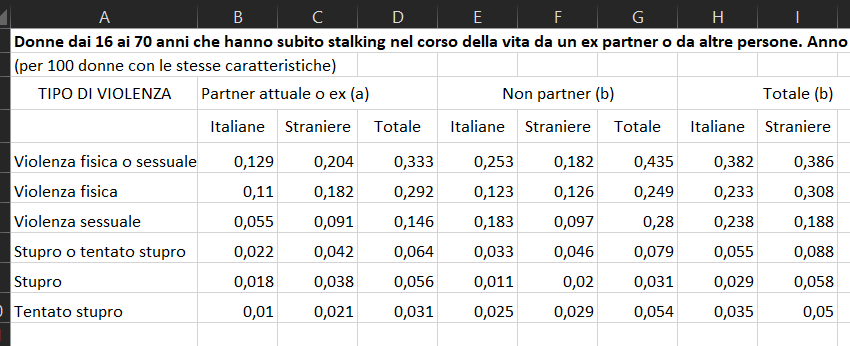 A B C D E F G H I
Donne dai 16 ai 70 anni che hanno subito stalking nel corso della vita da un ex partner o da altre persone. Anno
(per 100 donne con le stesse caratteristiche)
TIPO DI VIOLENZA Partner attuale o ex (a) Non partner (b) Totale (b)
Italiane Straniere Totale Italiane Straniere Totale Italiane Straniere
Violenza fisica o sessuale 0,129 0,204 0,333 0,253 0,182 0,435 0,382 0,386
Violenza fisica 0,11 0,182 0,292 0,123 0,126 0,249 0,233 0,308
Violenza sessuale 0,055 0,091 0,146 0,183 0,097 0,28 0,238 0,188
Stupro o tentato stupro 0,022 0,042 0,064 0,033 0,046 0,079 0,055 0,088
Stupro 0,018 0,038 0,056 0,011 0,02 0,031 0,029 0,058
Tentato stupro 0,01 0,021 0,031 0,025 0,029 0,054 0,035 0,05